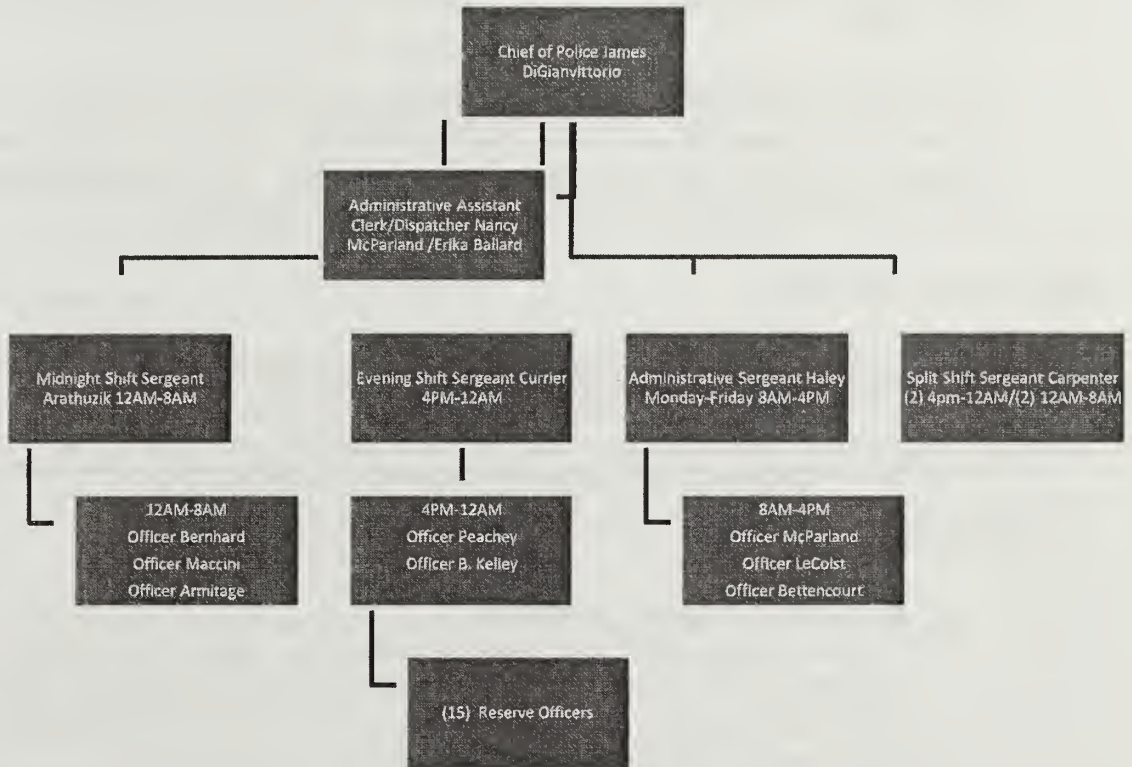 Chief of Police James
DiGianvittorio
Administrative Assistant
Clerk/Dispatcher Nancy
McParland /Erika Ballard
Midnight Shift Sergeant
Arathuzik 12AM-8AM
Evening Shift Sergeant Currier
4PM-12AM
Administrative Sergeant Haley
Monday-Friday 8AM-4PM
Split Shift Sergeant Carpenter
(2) 4pm-12AM/(2) 12AM-8AM
12AM-8AM
Officer Bernhard
Officer Maccini
Officer Armitage
4PM-12AM
Officer Peachey
Officer B. Kelley
8AM-4PM
Officer McParland
Officer LeColst
Officer Bettencourt
(15) Reserve Officers